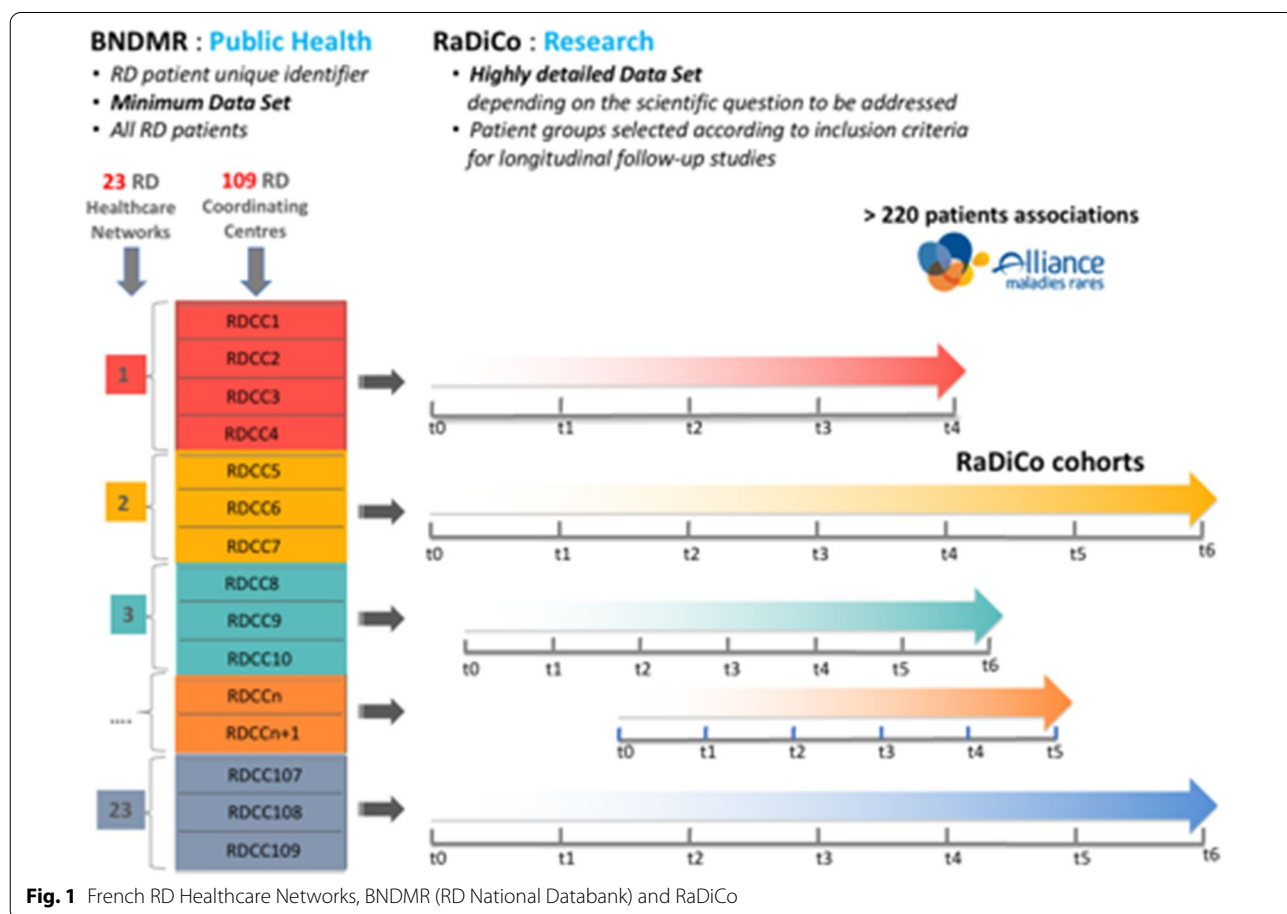 BNDMR : Public Health
• RD patient unique identifier
• Minimum Data Set
• All RD patients
RaDiCo : Research
• Highly detailed Data Set
depending on the scientific question to be addressed
• Patient groups selected according to inclusion criteria
for longitudinal follow-up studies
23 RD
Healthcare
Networks
109 RD
Coordinating
Centres
> 220 patients associations
Alliance
maladies rares
1
RDCC1
RDCC2
RDCC3
RDCC4
t0 t1 t2 t3 t4
RaDiCo cohorts
2
RDCC5
RDCC6
RDCC7
t0 t1 t2 t3 t4 t5 t6
3
RDCC8
RDCC9
RDCC10
t0 t1 t2 t3 t4 t5 t6
....
RDCCn
RDCCn+1
t0 t1 t2 t3 t4 t5
23
RDCC107
RDCC108
RDCC109
t0 t1 t2 t3 t4 t5 t6
Fig. 1 French RD Healthcare Networks, BNDMR (RD National Databank) and RaDiCo